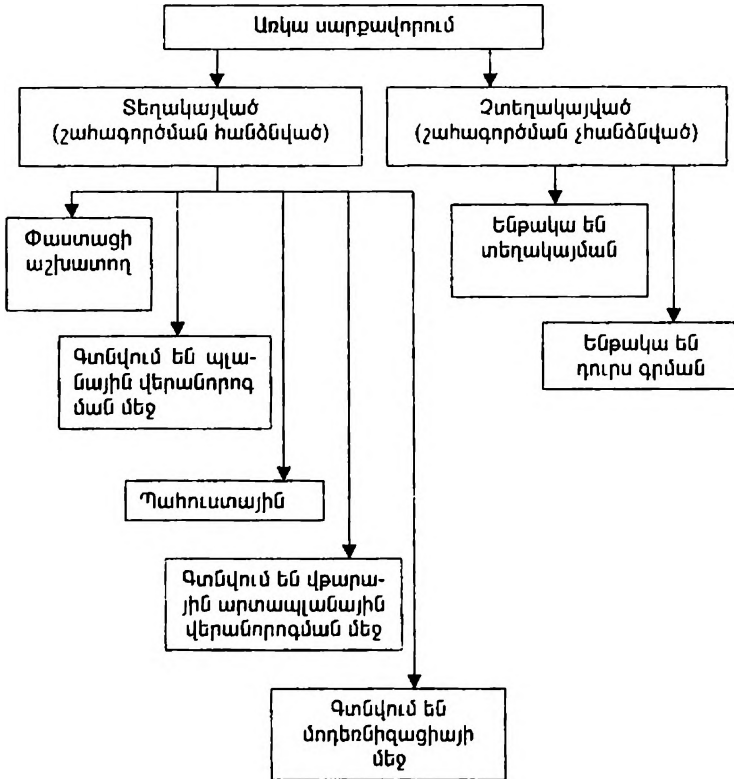 Առկա սարքավորում
Տեղակայված
(շահագործման հանձնված)
Չտեղակայված
(շահագործման չհանձնված)
Փաստացի
աշխատող
Ենթակա են
տեղակայման
Գտնվում են պլա-
նային վերանորոգ
ման մեջ
Ենթակա են
դուրս գրման
Պահուստային
Գտնվում են վթարա-
յին արտապլանային
վերանորոգման մեջ
Գտնվում են
մոդեռնիզացիայի
մեջ